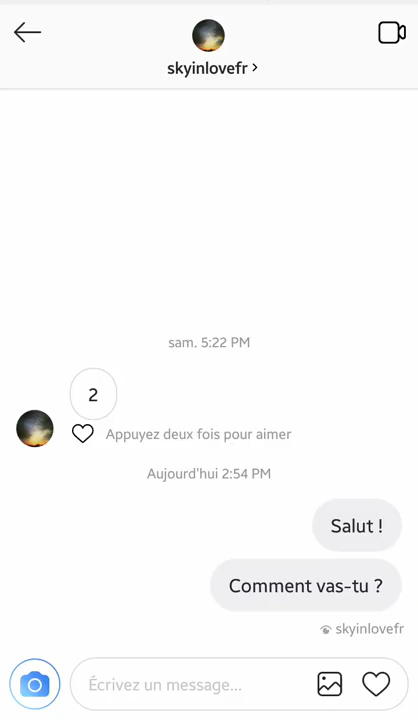 skyinlovefr
sam. 5:22 PM
2
Appuyez deux fois pour aimer
Aujourd'hui 2:54 PM
Salut !
Comment vas-tu ?
skyinlovefr
Écrivez un message...